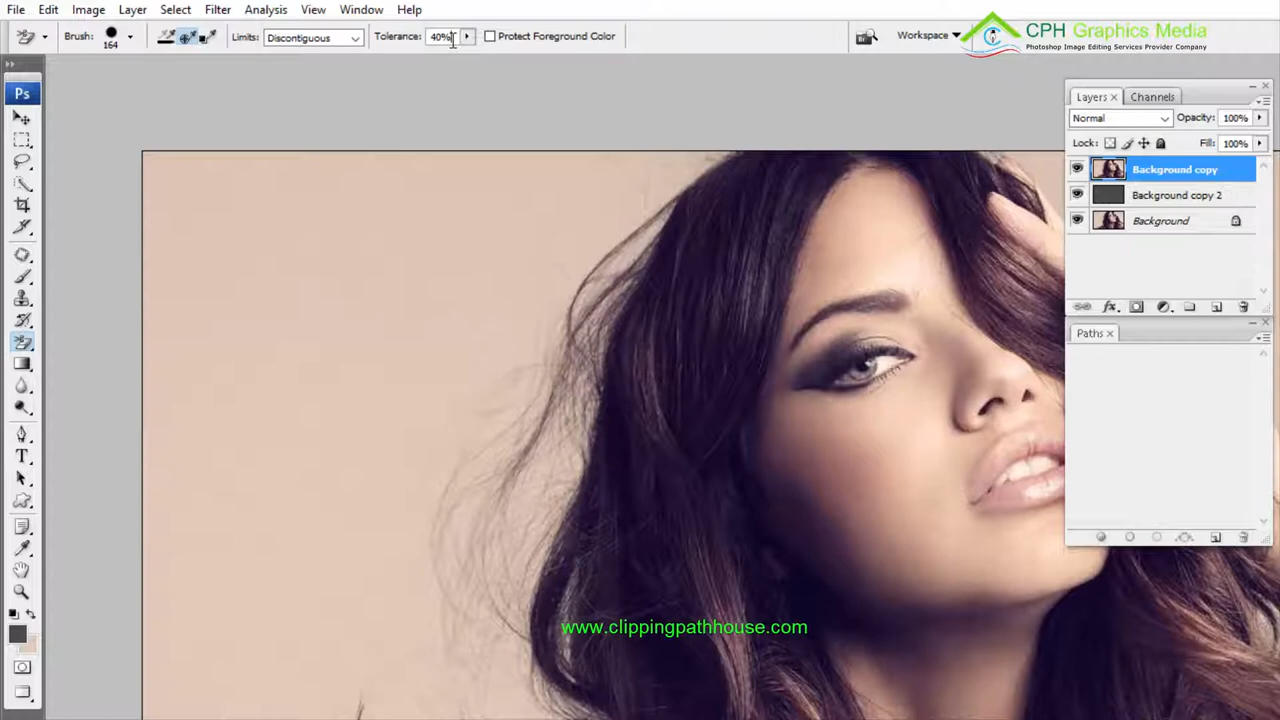 File Edit Image Layer Select Filter Analysis View Window Help
Brush: 164 Limits: Discontiguous Tolerance: 40% Protect Foreground Color Workspace
CPH Graphics Media
Photoshop Image Editing Services Provider Company
Ps
T
Layers Channels
Normal Opacity: 100%
Lock: Fill: 100%
Background copy
Background copy 2
Background
fx
Paths
www.clippingpathhouse.com